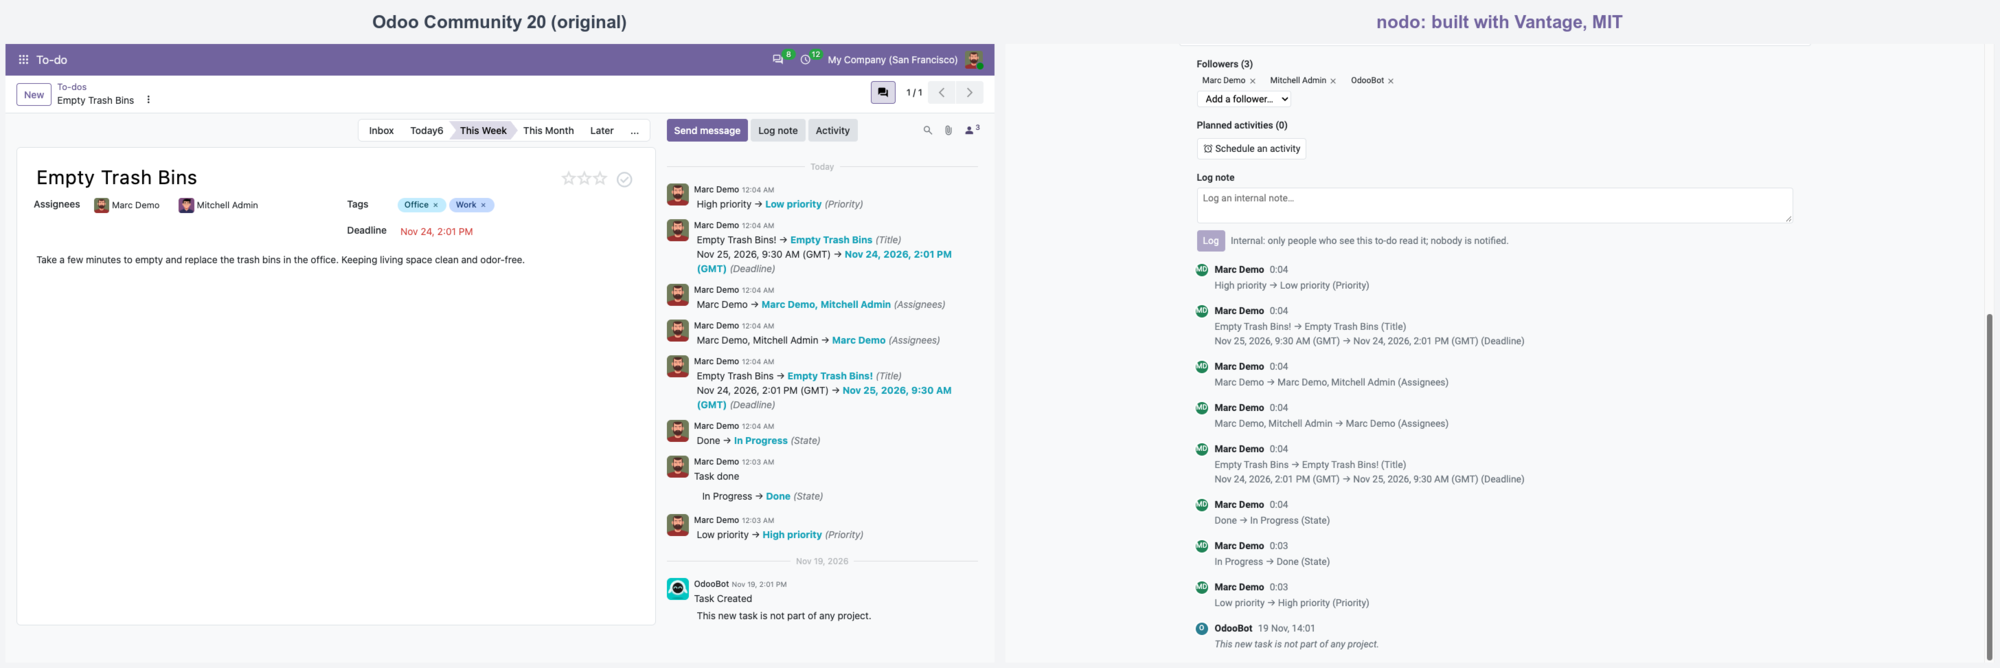 Odoo Community 20 (original)
nodo: built with Vantage, MIT
To-do
8
12
My Company (San Francisco)
New
To-dos
Empty Trash Bins
1 / 1
Inbox
Today6
This Week
This Month
Later
...
Send message
Log note
Activity
3
Empty Trash Bins
Assignees
Marc Demo
Mitchell Admin
Tags
Office ×
Work ×
Deadline
Nov 24, 2:01 PM
Take a few minutes to empty and replace the trash bins in the office. Keeping living space clean and odor-free.
Today
Marc Demo 12:04 AM
High priority → Low priority (Priority)
Marc Demo 12:04 AM
Empty Trash Bins! → Empty Trash Bins (Title)
Nov 25, 2026, 9:30 AM (GMT) → Nov 24, 2026, 2:01 PM
(GMT) (Deadline)
Marc Demo 12:04 AM
Marc Demo → Marc Demo, Mitchell Admin (Assignees)
Marc Demo 12:04 AM
Marc Demo, Mitchell Admin → Marc Demo (Assignees)
Marc Demo 12:04 AM
Empty Trash Bins → Empty Trash Bins! (Title)
Nov 24, 2026, 2:01 PM (GMT) → Nov 25, 2026, 9:30 AM
(GMT) (Deadline)
Marc Demo 12:04 AM
Done → In Progress (State)
Marc Demo 12:03 AM
Task done
In Progress → Done (State)
Marc Demo 12:03 AM
Low priority → High priority (Priority)
Nov 19, 2026
OdooBot Nov 19, 2:01 PM
Task Created
This new task is not part of any project.
Followers (3)
Marc Demo ×
Mitchell Admin ×
OdooBot ×
Add a follower...
Planned activities (0)
Schedule an activity
Log note
Log an internal note...
Log
Internal: only people who see this to-do read it; nobody is notified.
MD Marc Demo 0:04
High priority → Low priority (Priority)
MD Marc Demo 0:04
Empty Trash Bins! → Empty Trash Bins (Title)
Nov 25, 2026, 9:30 AM (GMT) → Nov 24, 2026, 2:01 PM (GMT) (Deadline)
MD Marc Demo 0:04
Marc Demo → Marc Demo, Mitchell Admin (Assignees)
MD Marc Demo 0:04
Marc Demo, Mitchell Admin → Marc Demo (Assignees)
MD Marc Demo 0:04
Empty Trash Bins → Empty Trash Bins! (Title)
Nov 24, 2026, 2:01 PM (GMT) → Nov 25, 2026, 9:30 AM (GMT) (Deadline)
MD Marc Demo 0:04
Done → In Progress (State)
MD Marc Demo 0:03
In Progress → Done (State)
MD Marc Demo 0:03
Low priority → High priority (Priority)
O OdooBot 19 Nov, 14:01
This new task is not part of any project.